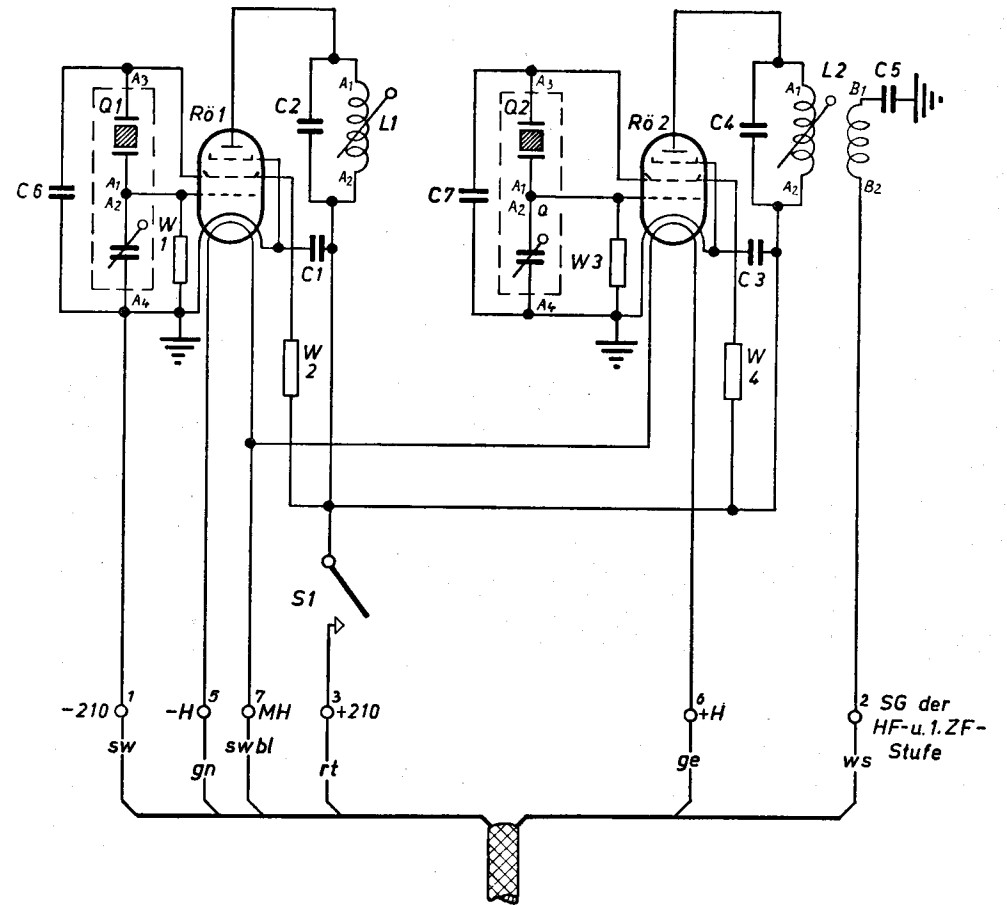 A3
Q1
Rö1
C2
A1
L1
A2
C6
A1
A2
W
1
C1
A4
W
2
A3
Q2
Rö2
C4
A1
L2
A2
B1
C5
B2
C7
A1
A2 Q
W3
C3
A4
W
4
S1
-210
1
-H
5
7
MH
3
+210
6
+H
2
SG der
HF-u.1.ZF-
Stufe
sw
gn
swbl
rt
ge
ws